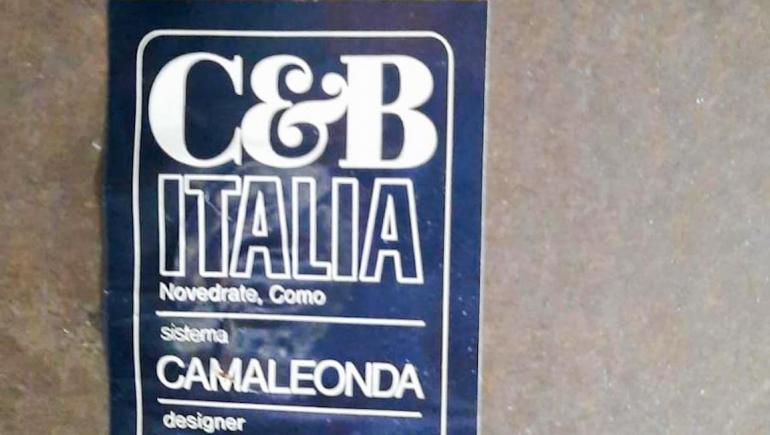 C&B
ITALIA
Novedrate, Como
sistema
CAMALEONDA
designer